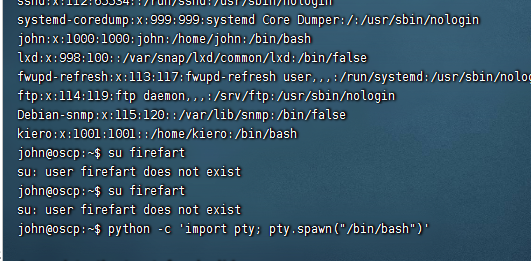 sshd:x:112:65534::/run/sshd:/usr/sbin/nologin
systemd-coredump:x:999:999:systemd Core Dumper:/:/usr/sbin/nologin
john:x:1000:1000:john:/home/john:/bin/bash
lxd:x:998:100::/var/snap/lxd/common/lxd:/bin/false
fwupd-refresh:x:113:117:fwupd-refresh user,,,:/run/systemd:/usr/sbin/nolog
ftp:x:114:119:ftp daemon,,,:/srv/ftp:/usr/sbin/nologin
Debian-snmp:x:115:120::/var/lib/snmp:/bin/false
kiero:x:1001:1001::/home/kiero:/bin/bash
john@oscp:~$ su firefart
su: user firefart does not exist
john@oscp:~$ su firefart
su: user firefart does not exist
john@oscp:~$ python -c 'import pty; pty.spawn("/bin/bash")'